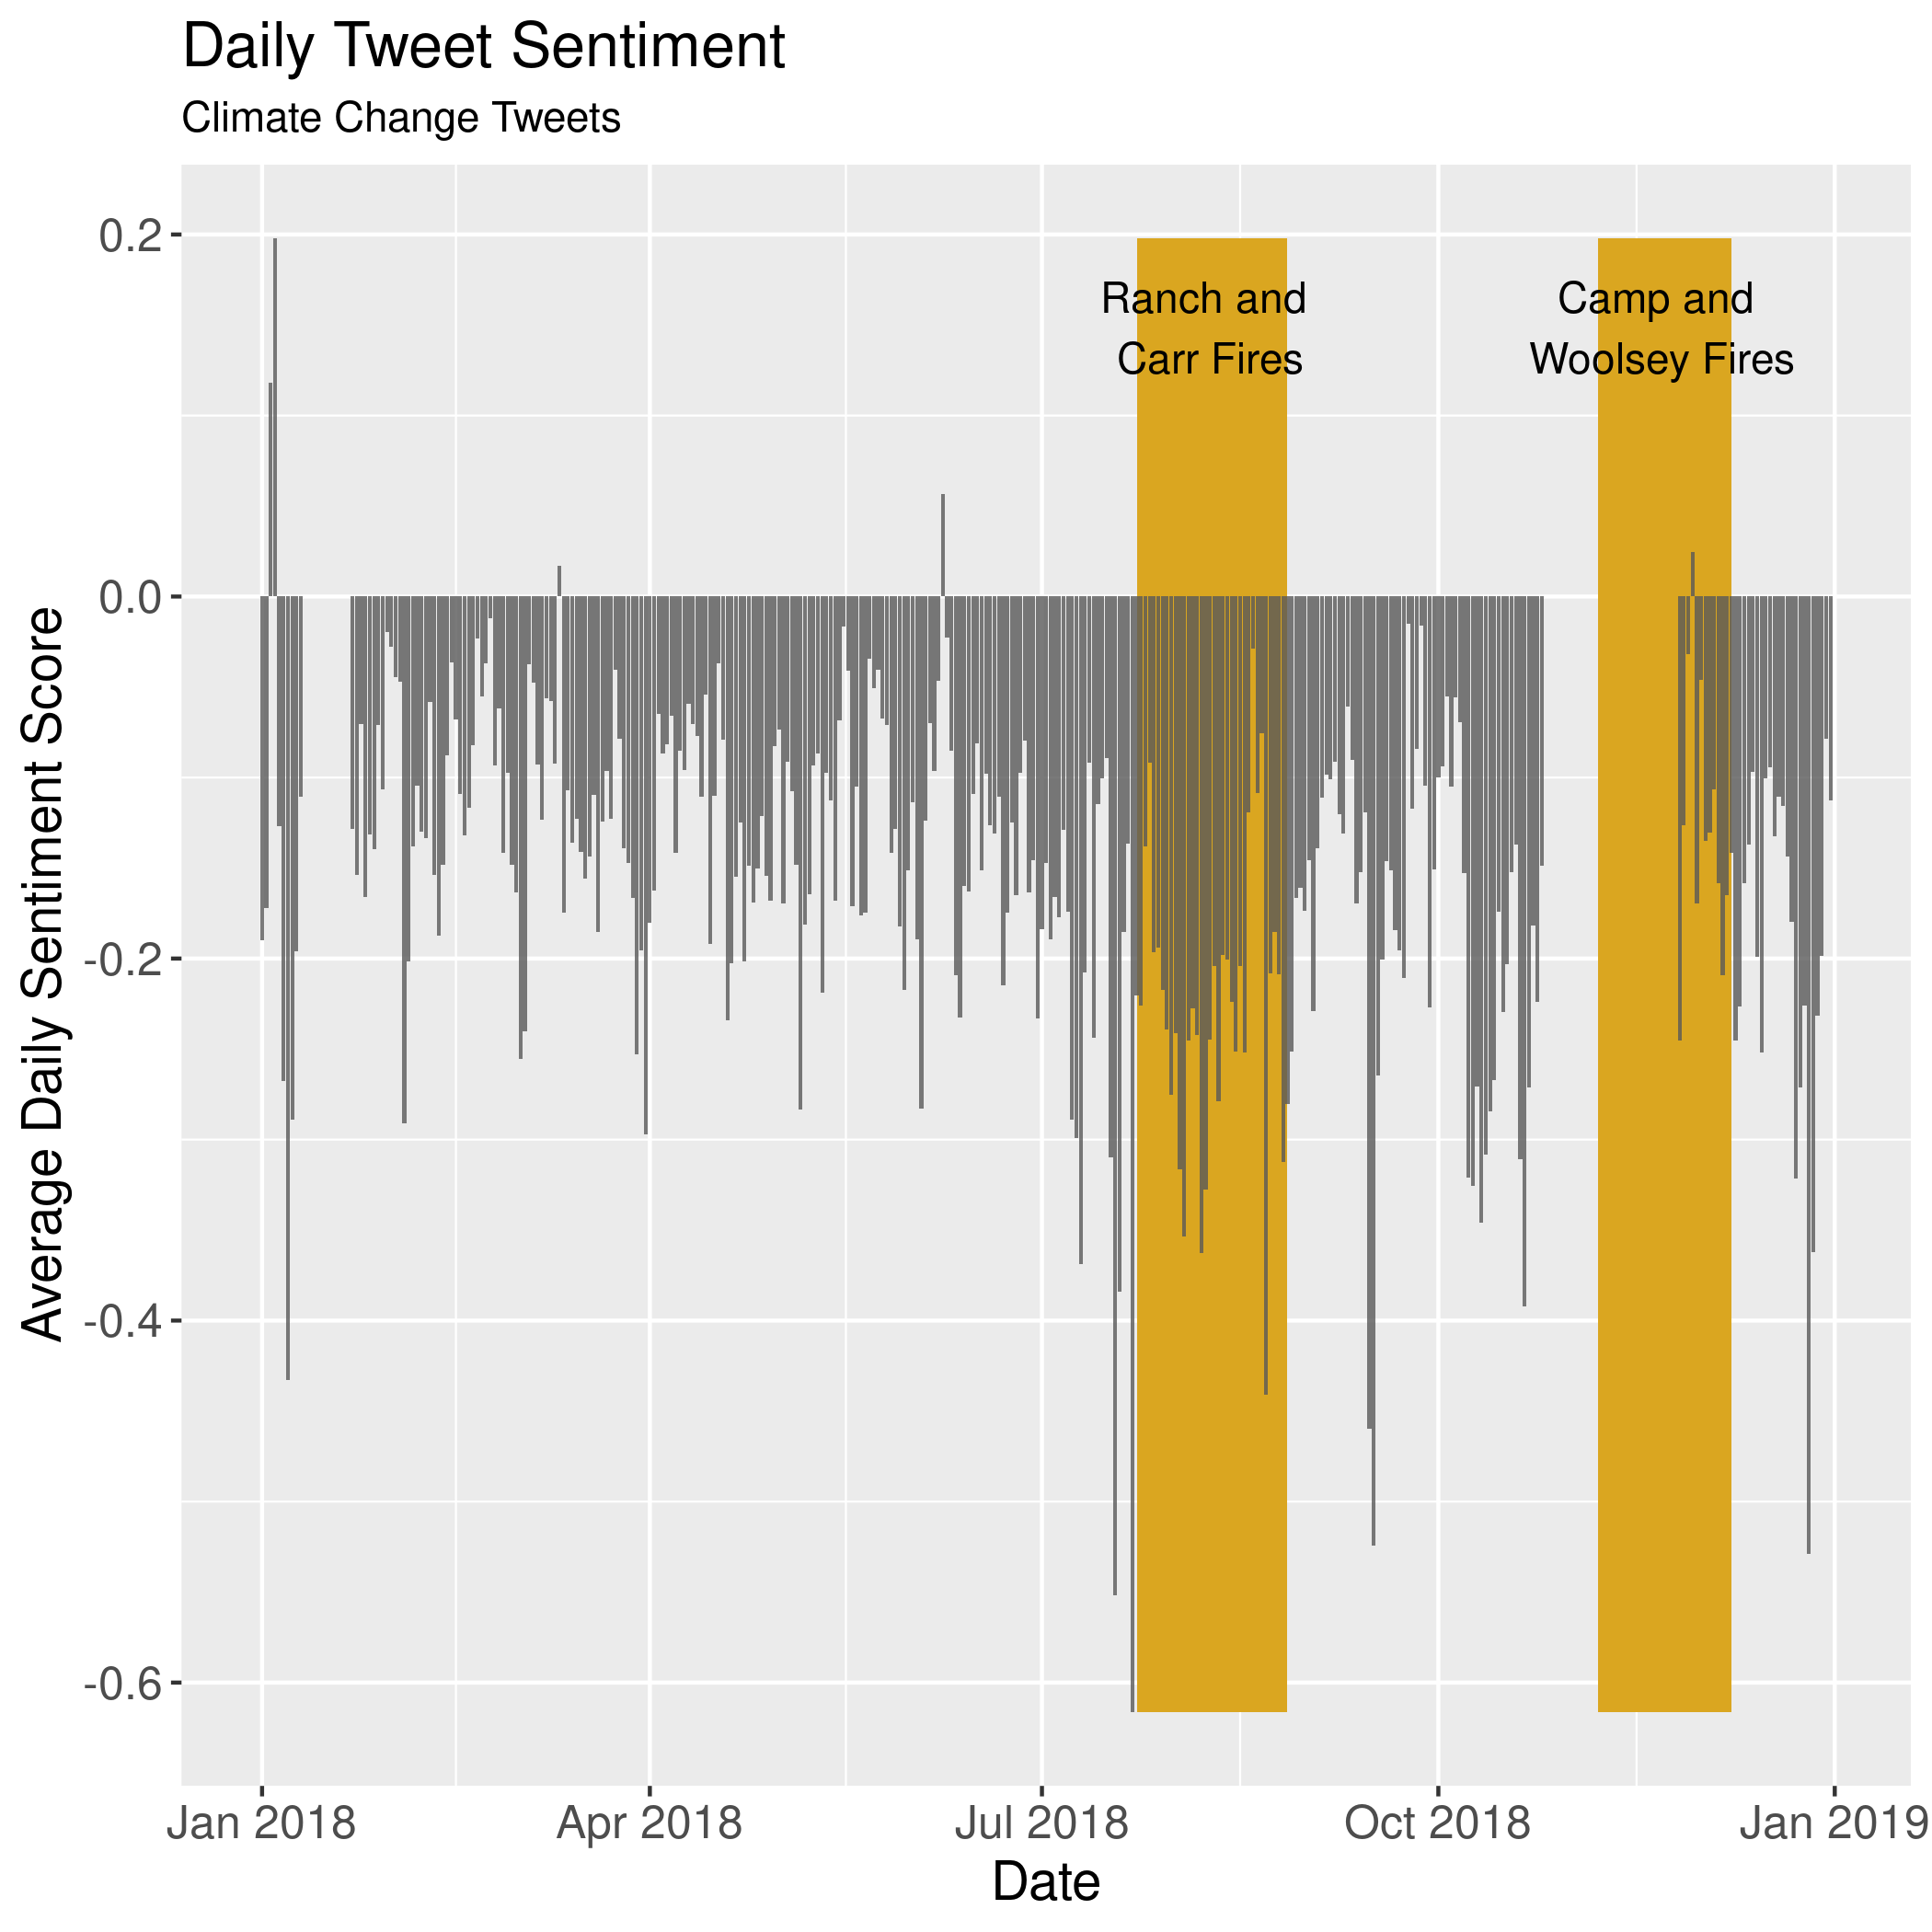 Daily Tweet Sentiment
Climate Change Tweets
Average Daily Sentiment Score
0.2
0.0
-0.2
-0.4
-0.6
Ranch and
Carr Fires
Camp and
Woolsey Fires
Jan 2018
Apr 2018
Jul 2018
Oct 2018
Jan 2019
Date